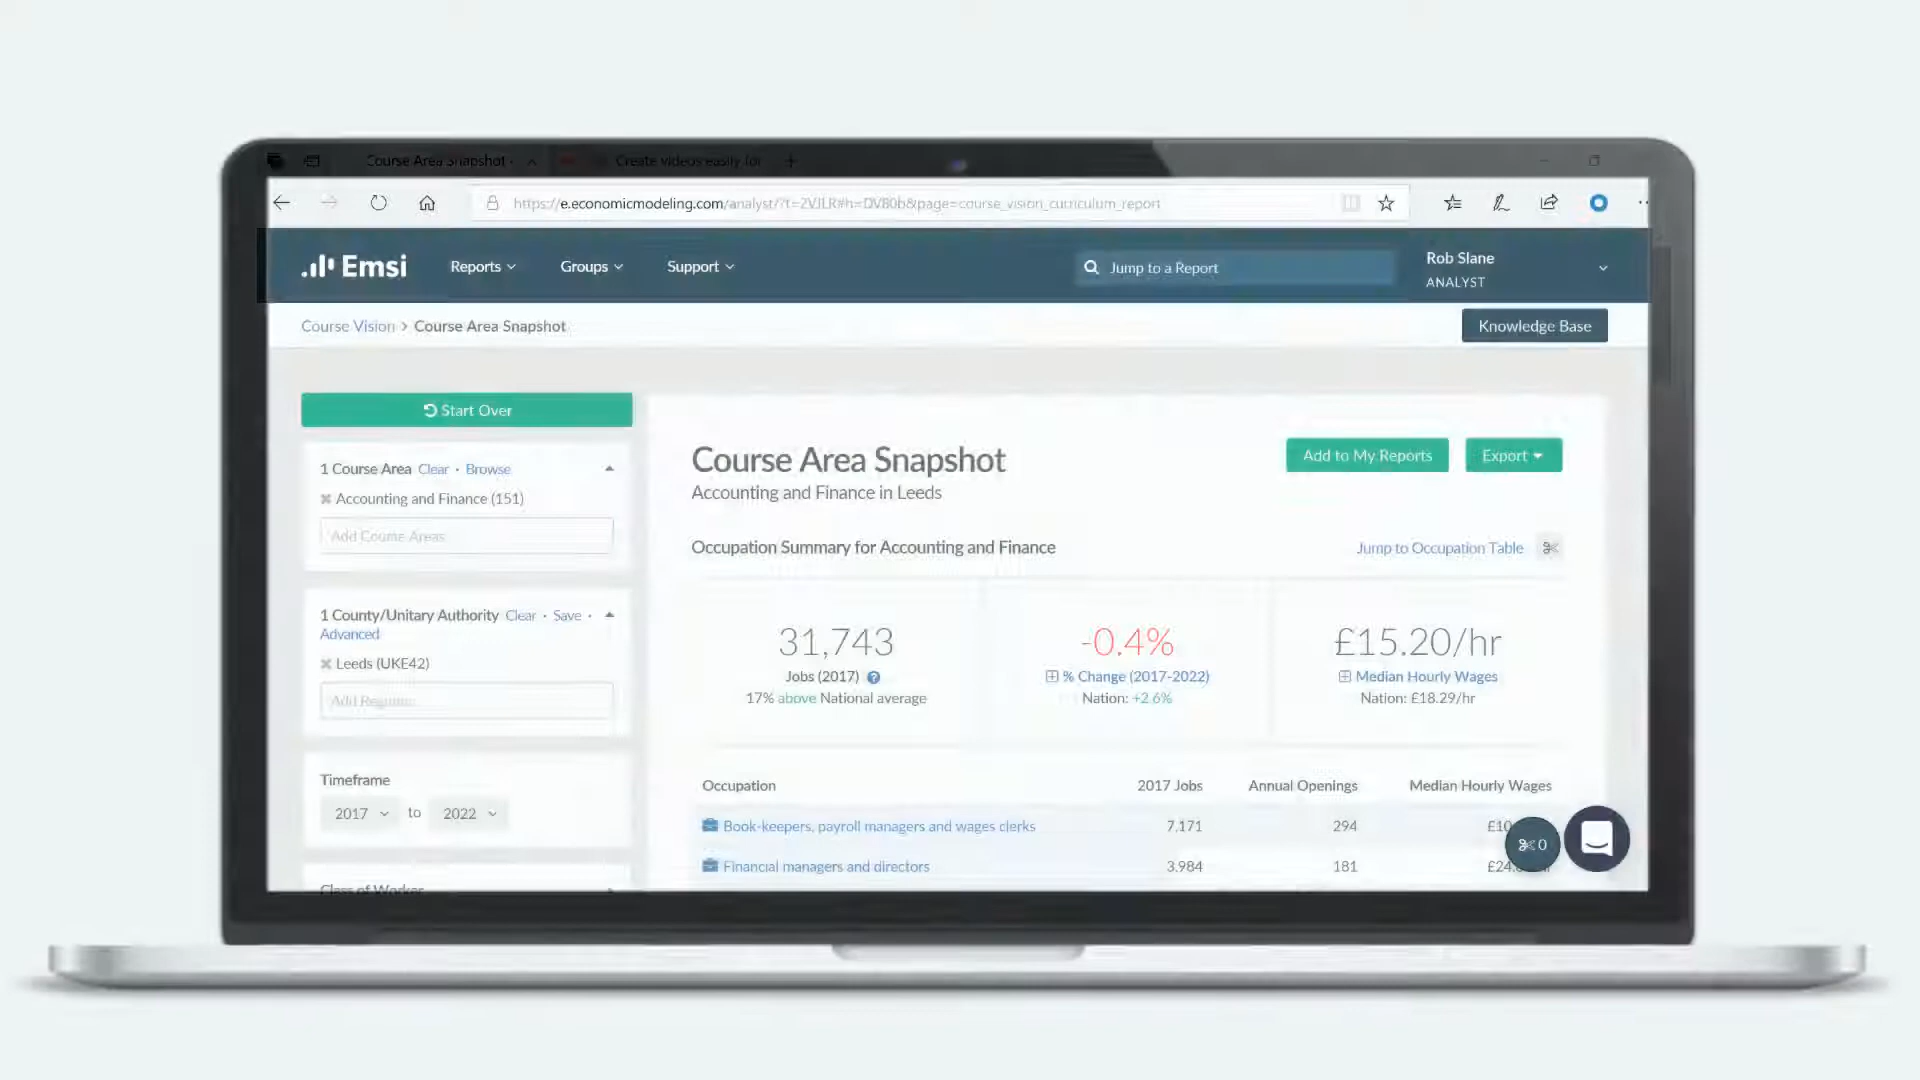 Course Area Snapshot -
Create videos easily for
https://e.economicmodeling.com/analyst/?t=2VJLR#h=DVB0b&page=course_vision_curriculum_report
Emsi
Reports
Groups
Support
Jump to a Report
Rob Slane
ANALYST
Course Vision > Course Area Snapshot
Knowledge Base
Start Over
1 Course Area Clear · Browse
Accounting and Finance (151)
Add Course Areas
1 County/Unitary Authority Clear · Save ·
Advanced
Leeds (UKE42)
Add Regions...
Timeframe
2017 to 2022
Class of Worker
Course Area Snapshot
Accounting and Finance in Leeds
Add to My Reports
Export
Occupation Summary for Accounting and Finance
Jump to Occupation Table
31,743
Jobs (2017)
17% above National average
-0.4%
% Change (2017-2022)
Nation: +2.6%
£15.20/hr
Median Hourly Wages
Nation: £18.29/hr
Occupation 2017 Jobs Annual Openings Median Hourly Wages
Book-keepers, payroll managers and wages clerks 7,171 294
Financial managers and directors 3,984 181
0